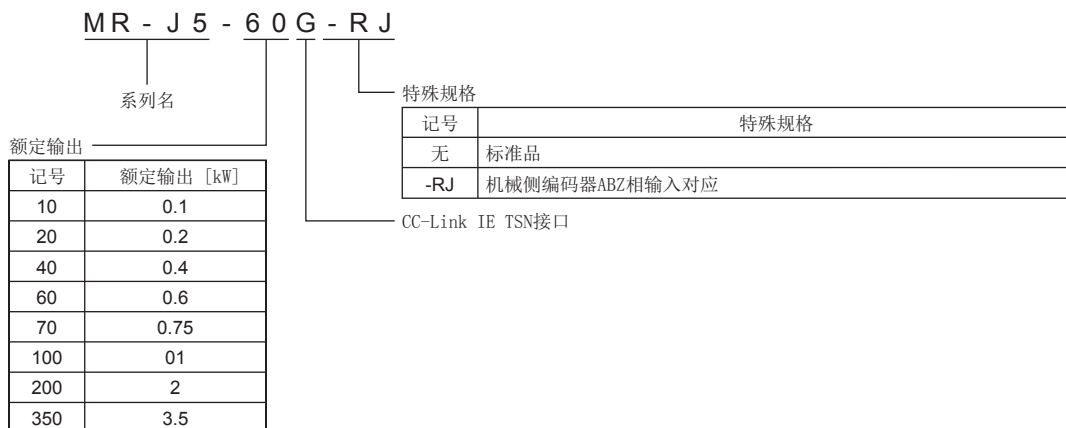 MR-J5-60G-RJ
系列名
特殊规格
记号 特殊规格
无 标准品
-RJ 机械侧编码器ABZ相输入对应
CC-Link IE TSN接口
额定输出
记号 额定输出 [kW]
10 0.1
20 0.2
40 0.4
60 0.6
70 0.75
100 01
200 2
350 3.5